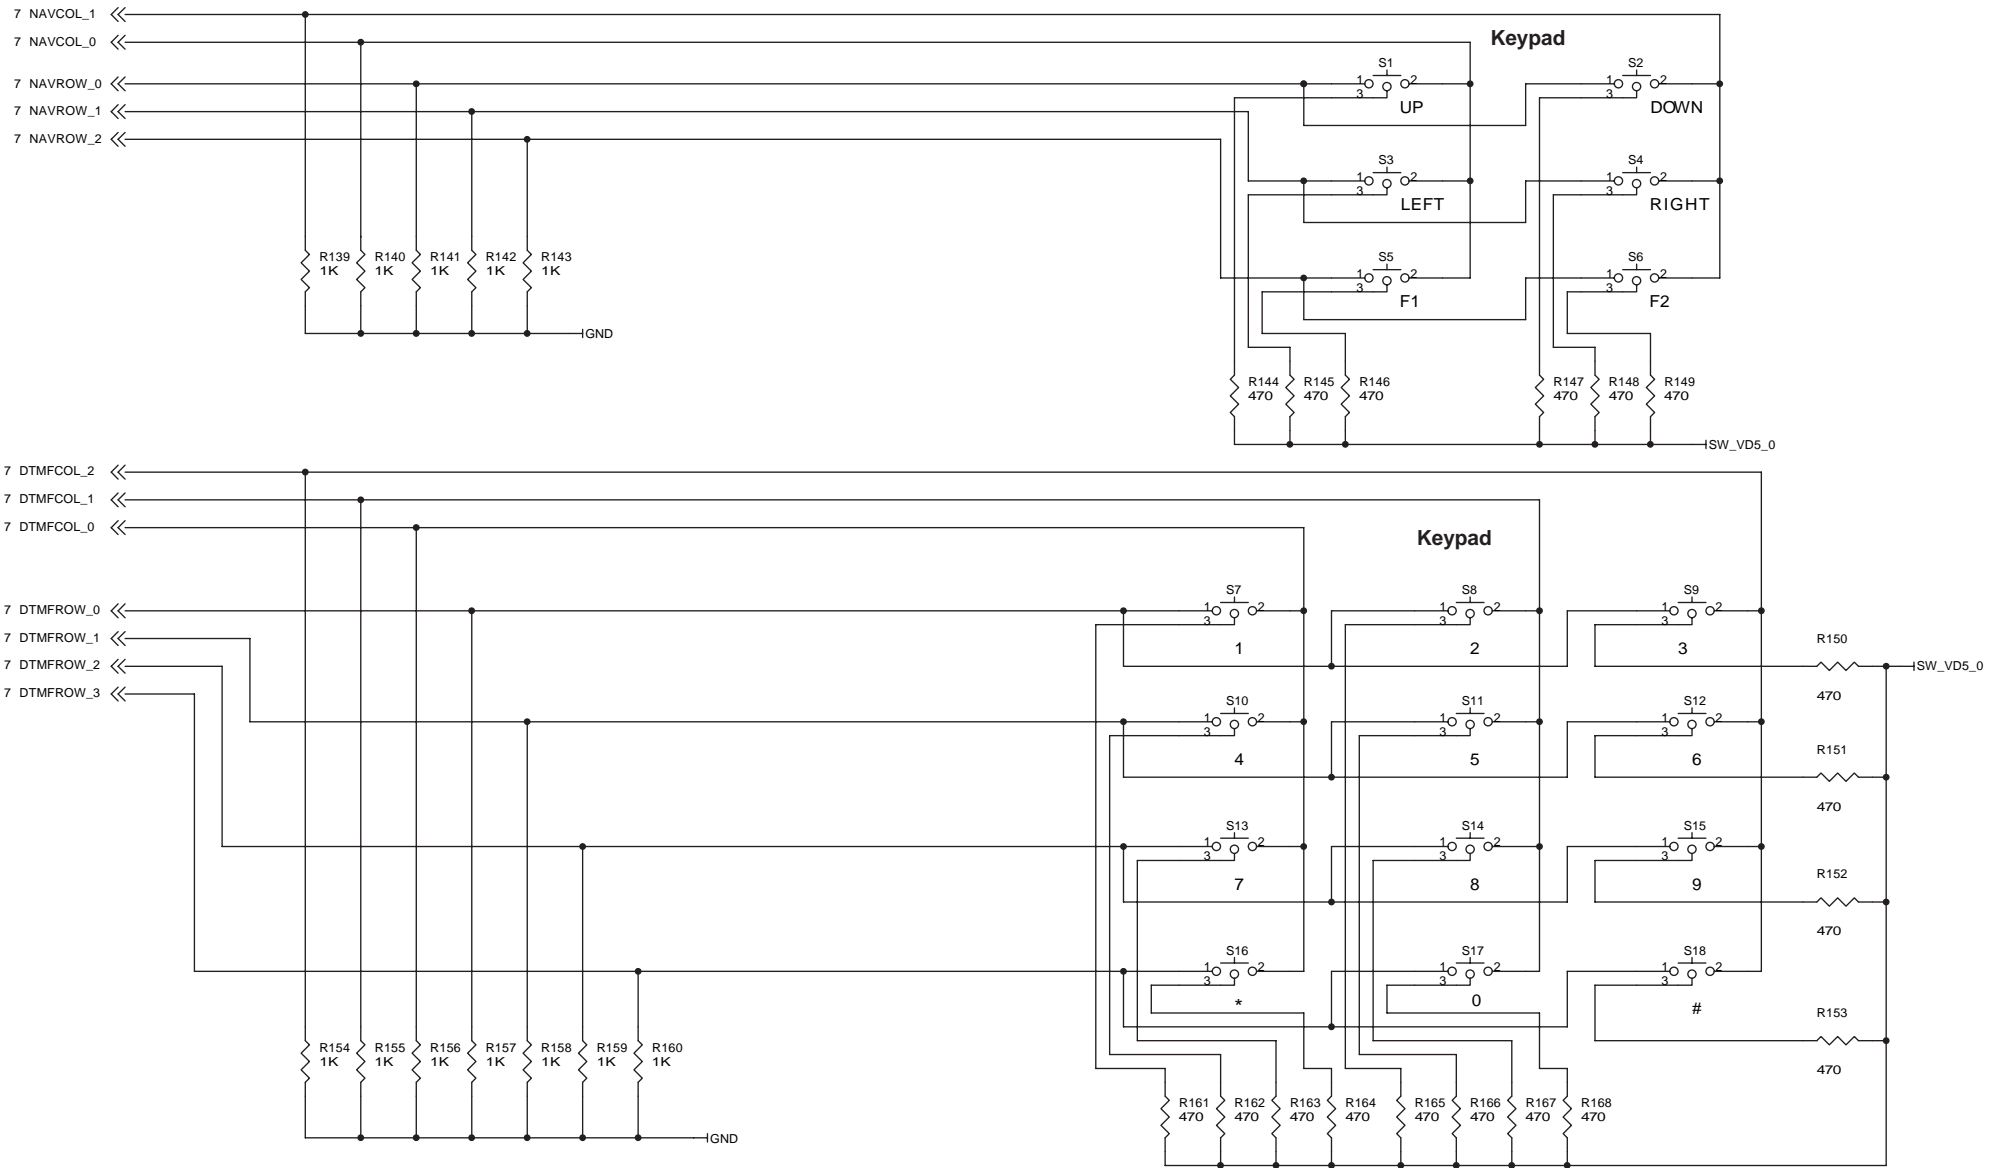 7 NAVCOL_1
7 NAVCOL_0
Keypad
7 NAVROW_0
7 NAVROW_1
7 NAVROW_2
S1
1 2
3
UP
S2
1 2
3
DOWN
S3
1 2
3
LEFT
S4
1 2
3
RIGHT
S5
1 2
3
F1
S6
1 2
3
F2
R139 R140 R141 R142 R143
1K 1K 1K 1K 1K
GND
R144 R145 R146 R147 R148 R149
470 470 470 470 470 470
SW_VD5_0
7 DTMFCOL_2
7 DTMFCOL_1
7 DTMFCOL_0
Keypad
7 DTMFROW_0
7 DTMFROW_1
7 DTMFROW_2
7 DTMFROW_3
S7
1 2
3
1
S8
1 2
3
2
S9
1 2
3
3
R150
470
SW_VD5_0
S10
1 2
3
4
S11
1 2
3
5
S12
1 2
3
6
R151
470
S13
1 2
3
7
S14
1 2
3
8
S15
1 2
3
9
R152
470
S16
1 2
3
*
S17
1 2
3
0
S18
1 2
3
#
R153
470
R154 R155 R156 R157 R158 R159 R160
1K 1K 1K 1K 1K 1K 1K
GND
R161 R162 R163 R164 R165 R166 R167 R168
470 470 470 470 470 470 470 470